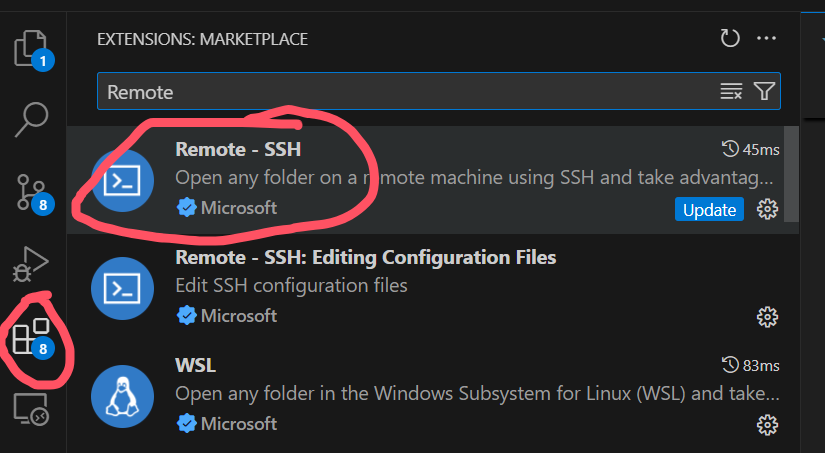 EXTENSIONS: MARKETPLACE
1
Remote
Remote - SSH
45ms
Open any folder on a remote machine using SSH and take advantag...
Microsoft
Update
8
Remote - SSH: Editing Configuration Files
Edit SSH configuration files
Microsoft
8
WSL
83ms
Open any folder in the Windows Subsystem for Linux (WSL) and take...
Microsoft